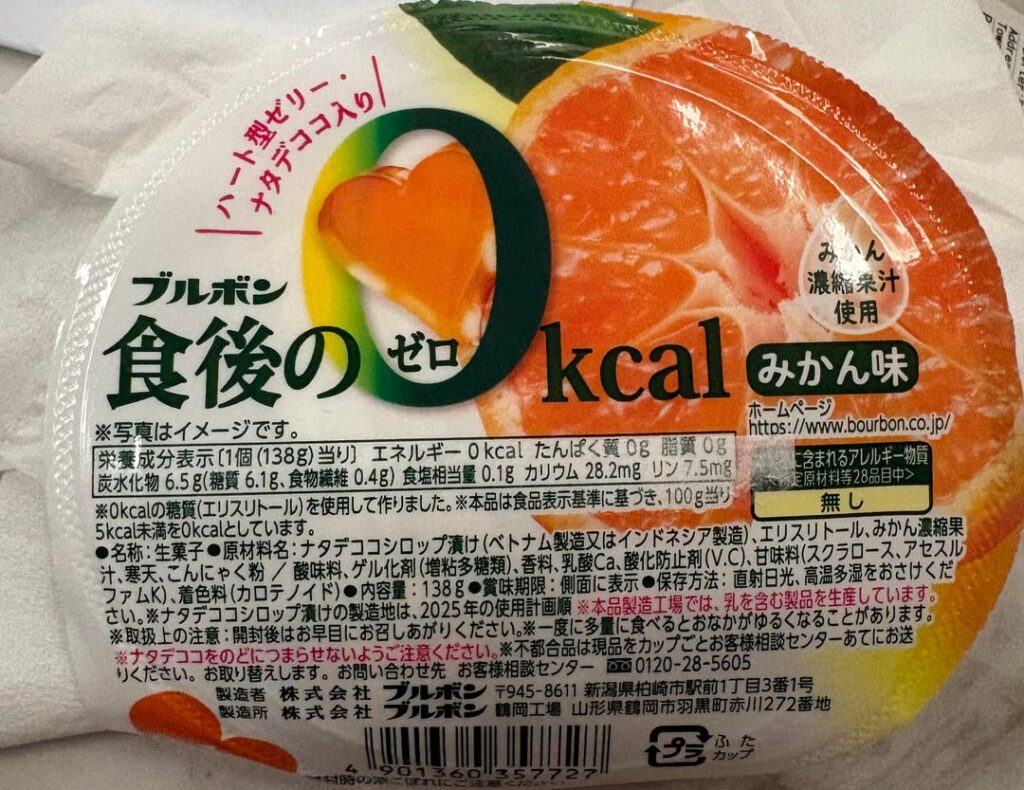 ハート型ゼリー・
ナタデココ入り
ブルボン
食後の0kcal
ゼロ
みかん
濃縮果汁
使用
みかん味
ホームページ
https://www.bourbon.co.jp/
※写真はイメージです。
栄養成分表示〔1個(138g)当り〕 エネルギー 0kcal たんぱく質 0g 脂質 0g
炭水化物 6.5g(糖質 6.1g、食物繊維 0.4g) 食塩相当量 0.1g カリウム 28.2mg リン 7.5mg
に含まれるアレルギー物質
定原材料等28品目中>
無し
※0kcalの糖質(エリスリトール)を使用して作りました。※本品は食品表示基準に基づき、100g当り
5kcal未満を0kcalとしています。
●名称:生菓子●原材料名:ナタデココシロップ漬け(ベトナム製造又はインドネシア製造)、エリスリトール、みかん濃縮果
汁、寒天、こんにゃく粉 / 酸味料、ゲル化剤(増粘多糖類)、香料、乳酸Ca、酸化防止剤(V.C)、甘味料(スクラロース、アセスル
ファムK)、着色料(カロテノイド)●内容量:138g●賞味期限:側面に表示●保存方法:直射日光、高温多湿をおさけくだ
さい。※ナタデココシロップ漬けの製造地は、2025年の使用計画順 ※本品製造工場では、乳を含む製品を生産しています。
※取扱上の注意:開封後はお早目にお召しあがりください。※一度に多量に食べるとおなかがゆるくなることがあります。
※ナタデココをのどにつまらせないようご注意ください。※不都合品は現品をカップごとお客様相談センターあてにお送
りください。お取替えします。お問い合わせ先 お客様相談センター 0120-28-5605
製造者 株式会社 ブルボン 〒945-8611 新潟県柏崎市駅前1丁目3番1号
製造所 株式会社 ブルボン 鶴岡工場 山形県鶴岡市羽黒町赤川272番地
4 901360 357727
プラ
ふた
カップ